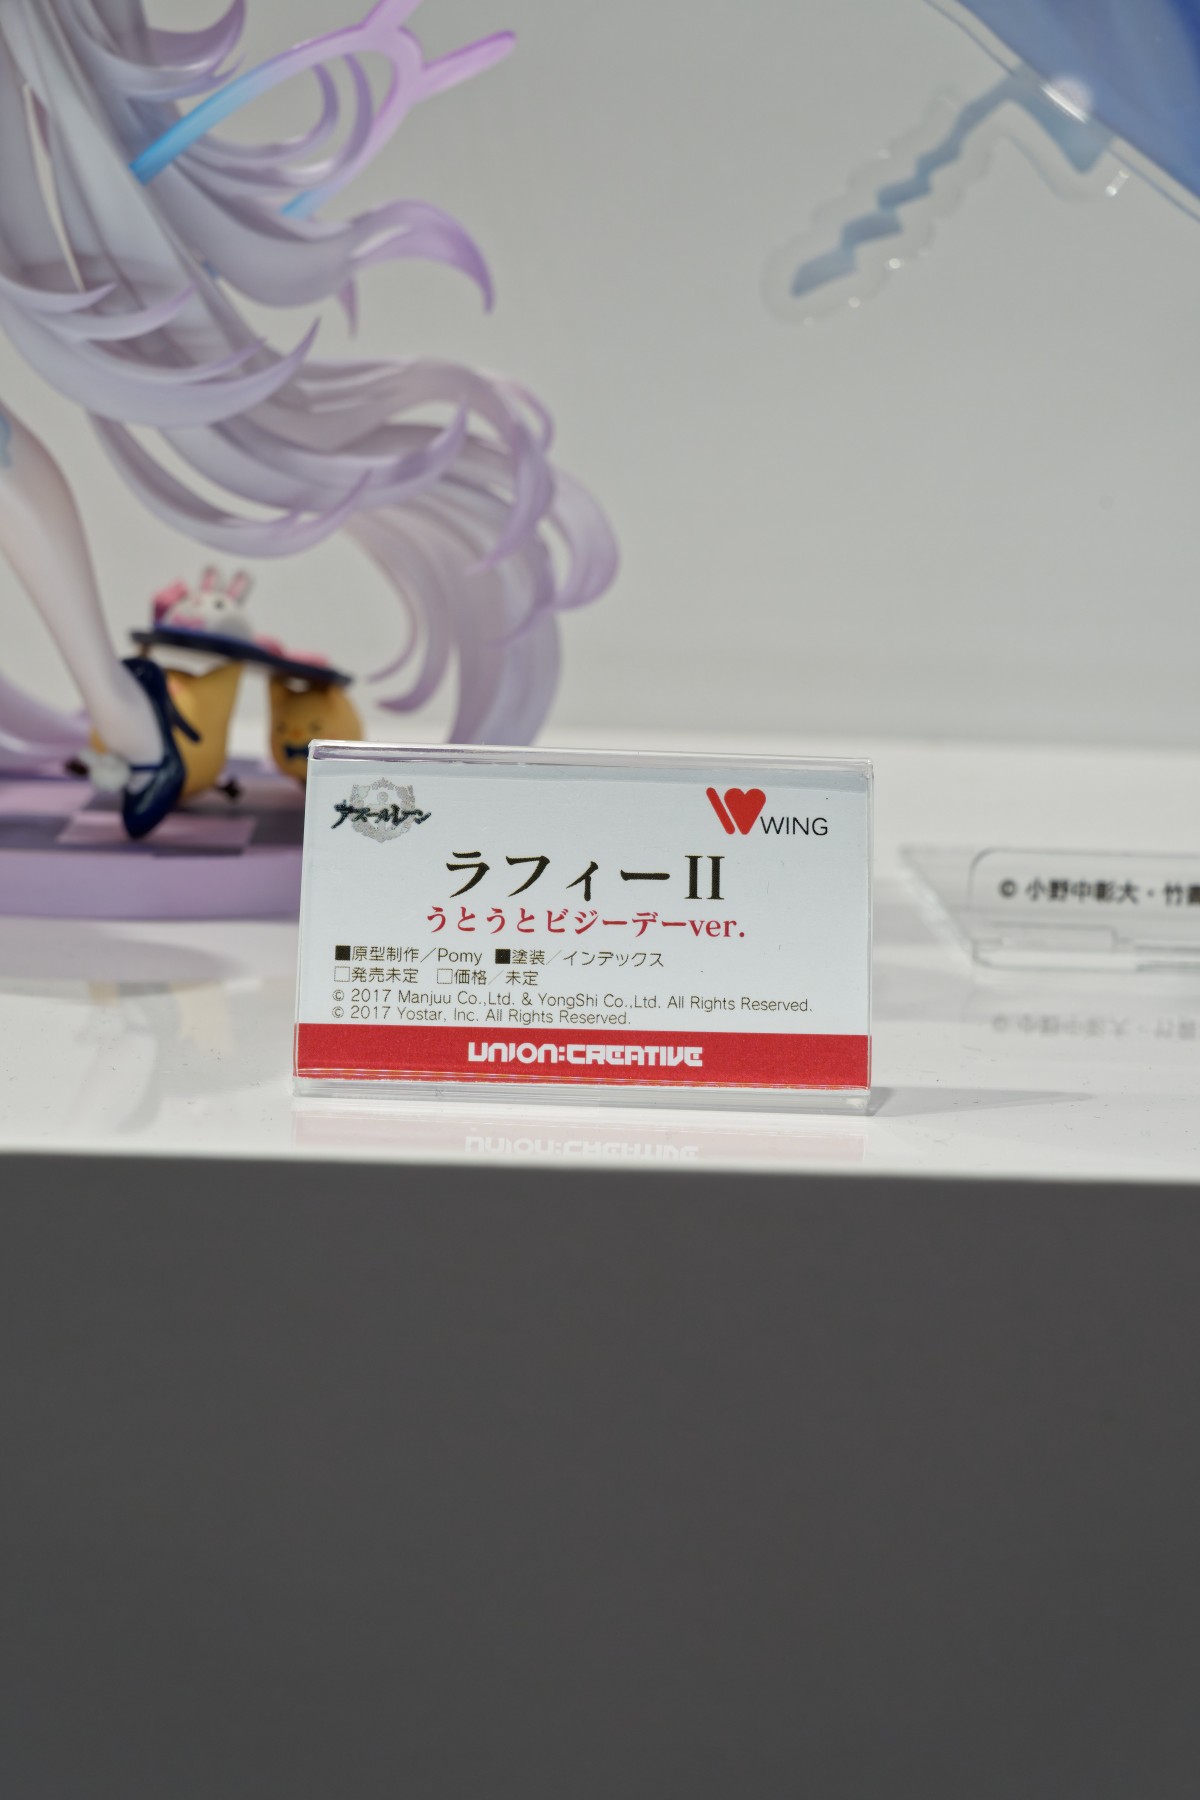 アズールレーン
WING
ラフィーII
うとうとビジーデーver.
■原型制作／Pomy ■塗装／インデックス
□発売未定 □価格／未定
© 2017 Manjuu Co.,Ltd. & YongShi Co.,Ltd. All Rights Reserved.
© 2017 Yostar, Inc. All Rights Reserved.
UNION:CREATIVE
© 小野中彰大・竹書